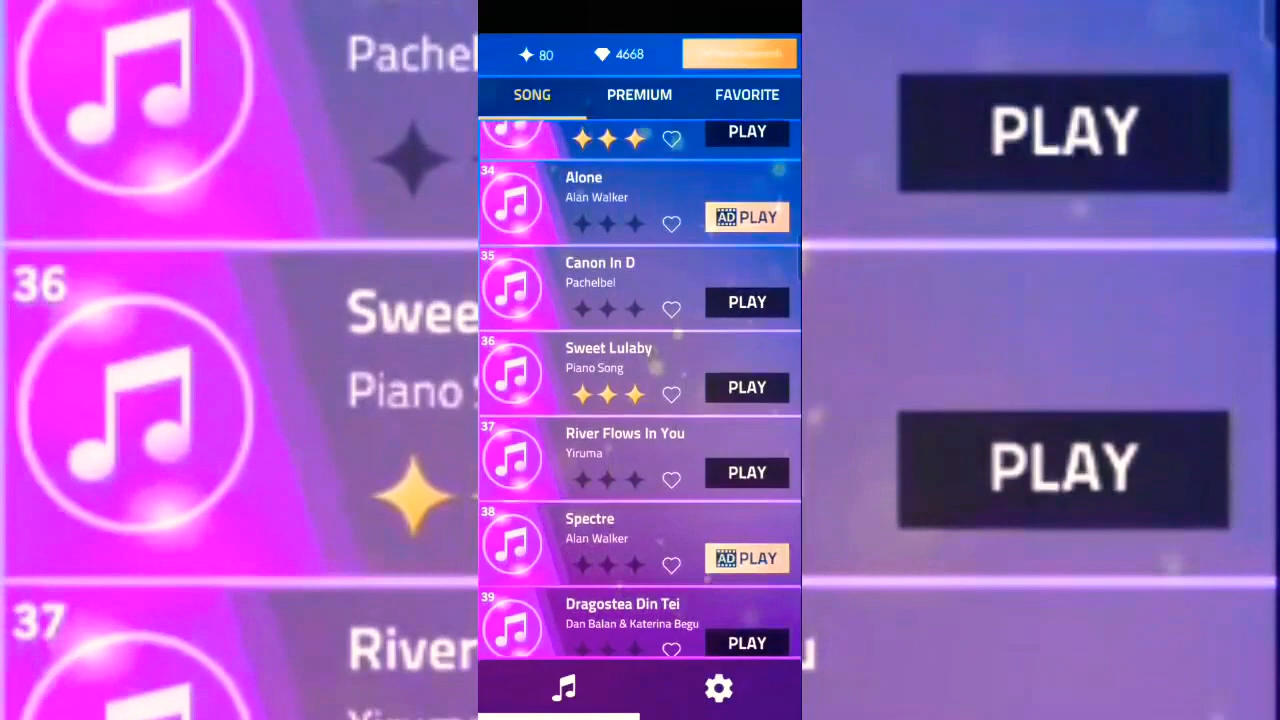 80
4668
SONG
PREMIUM
FAVORITE
PLAY
34
Alone
Alan Walker
AD PLAY
35
Canon In D
Pachelbel
PLAY
36
Sweet Lulaby
Piano Song
PLAY
37
River Flows In You
Yiruma
PLAY
38
Spectre
Alan Walker
AD PLAY
39
Dragostea Din Tei
Dan Balan & Katerina Begu
PLAY
Pachel
PLAY
36
Swee
Piano S
PLAY
37
River
u